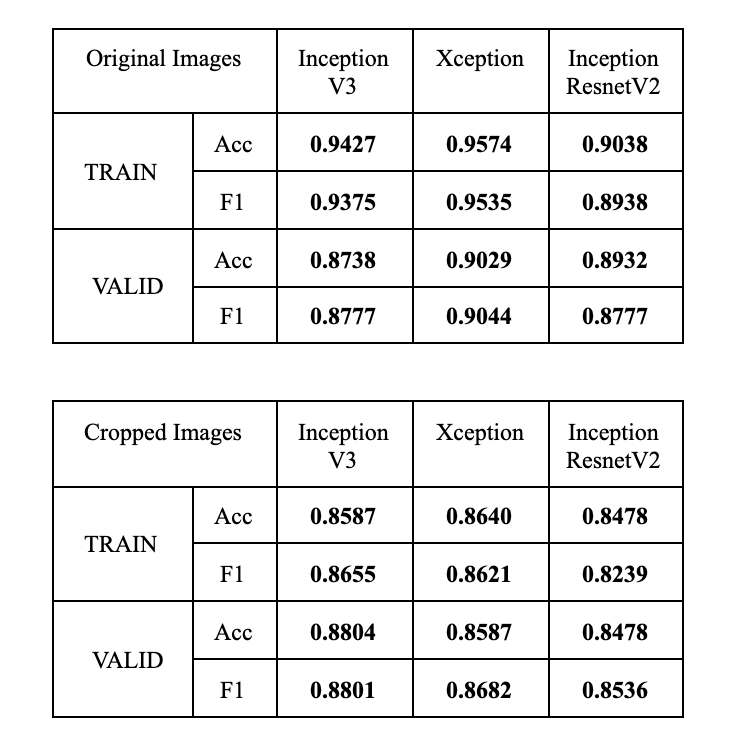 Original Images Inception Xception Inception
V3 ResnetV2
TRAIN Acc 0.9427 0.9574 0.9038
F1 0.9375 0.9535 0.8938
VALID Acc 0.8738 0.9029 0.8932
F1 0.8777 0.9044 0.8777
Cropped Images Inception Xception Inception
V3 ResnetV2
TRAIN Acc 0.8587 0.8640 0.8478
F1 0.8655 0.8621 0.8239
VALID Acc 0.8804 0.8587 0.8478
F1 0.8801 0.8682 0.8536